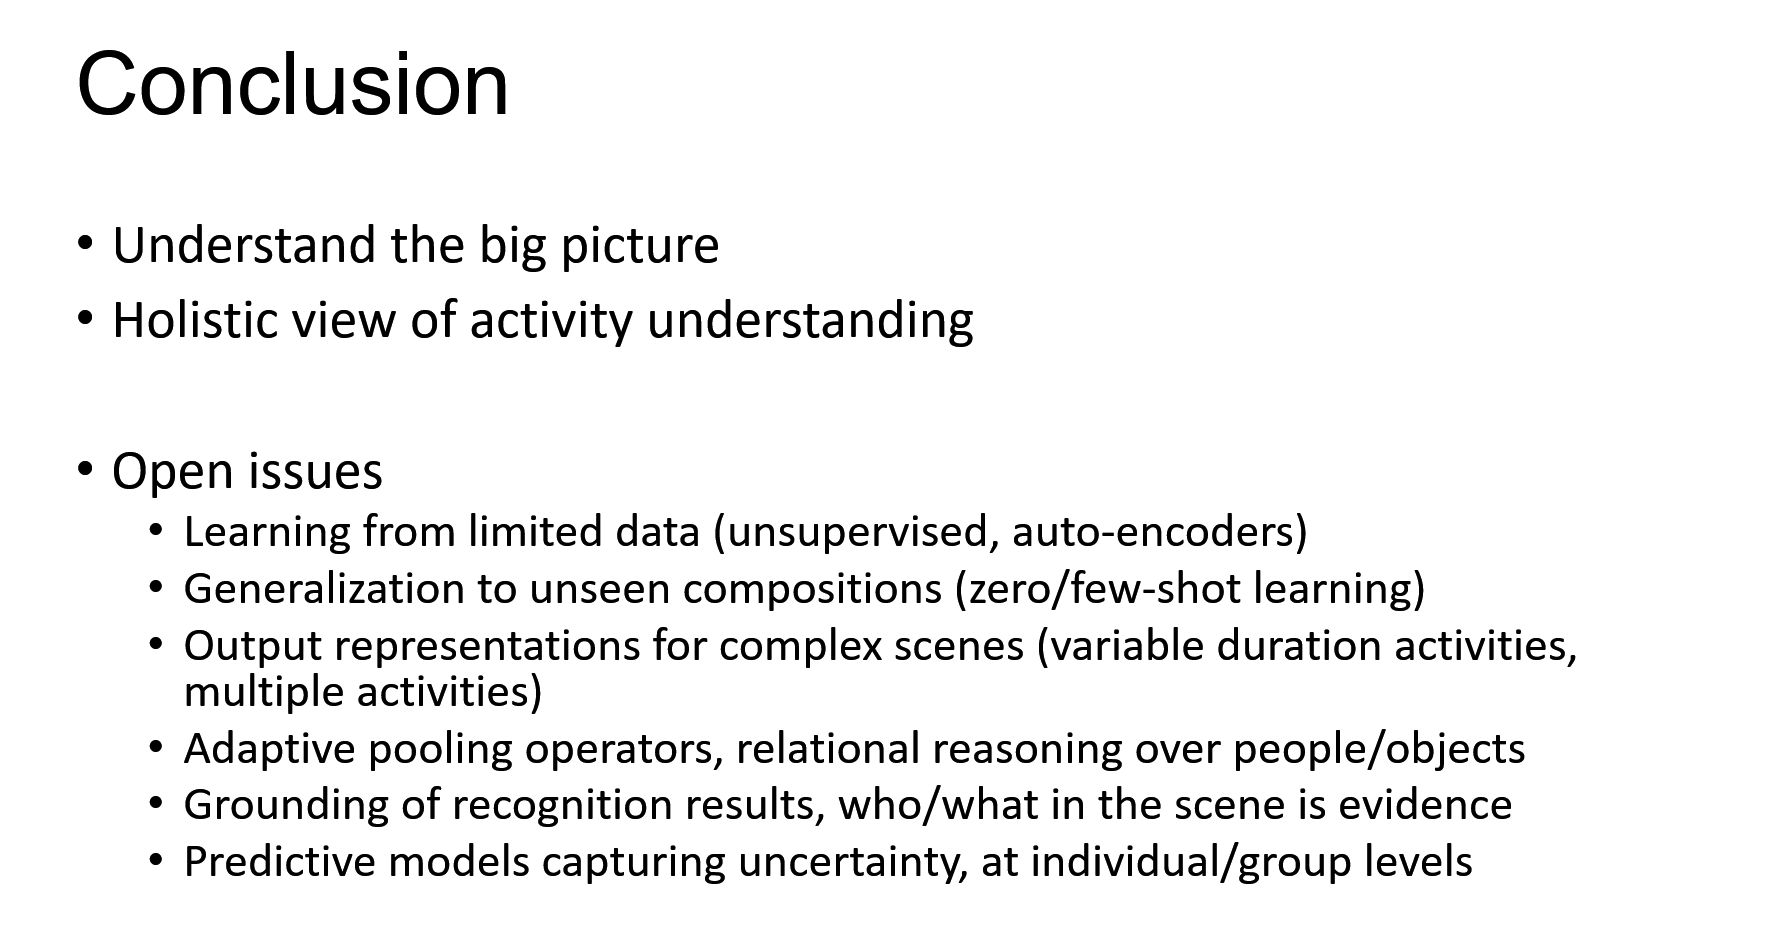 Conclusion
• Understand the big picture
• Holistic view of activity understanding
• Open issues
• Learning from limited data (unsupervised, auto-encoders)
• Generalization to unseen compositions (zero/few-shot learning)
• Output representations for complex scenes (variable duration activities,
multiple activities)
• Adaptive pooling operators, relational reasoning over people/objects
• Grounding of recognition results, who/what in the scene is evidence
• Predictive models capturing uncertainty, at individual/group levels